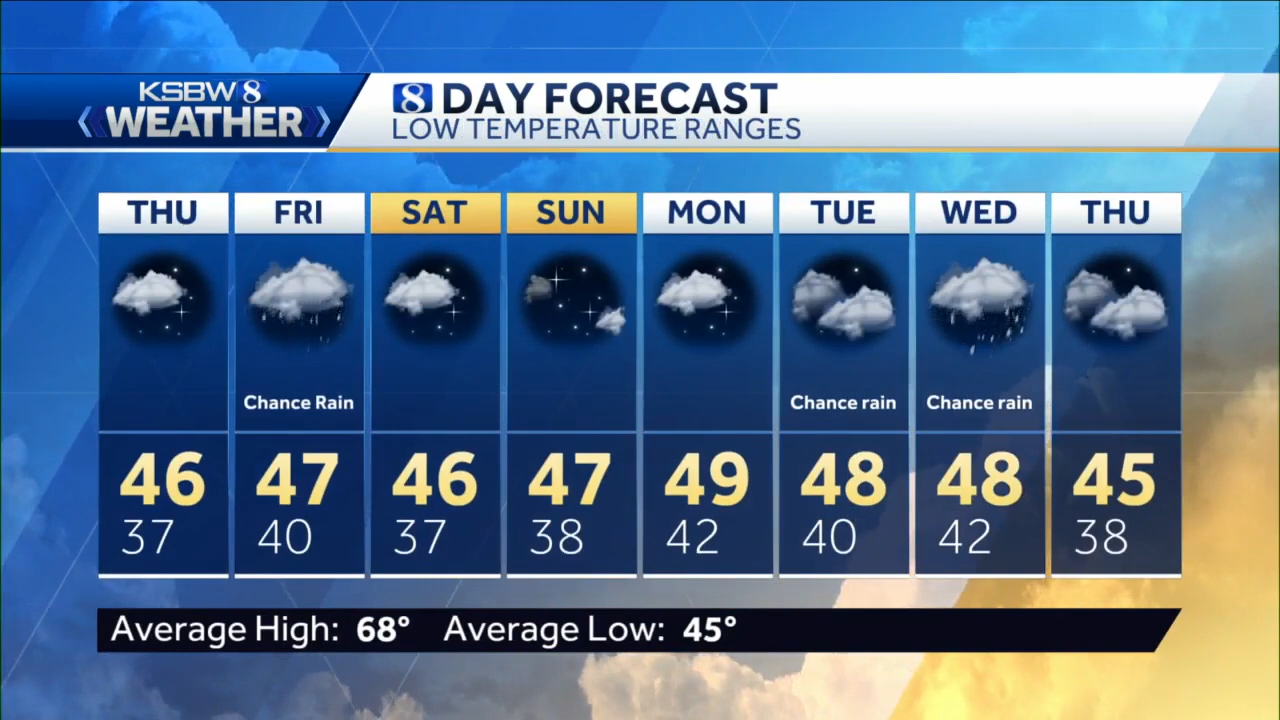 KSBW 8
WEATHER
8 DAY FORECAST
LOW TEMPERATURE RANGES
THU FRI SAT SUN MON TUE WED THU
Chance Rain Chance rain Chance rain
46 47 46 47 49 48 48 45
37 40 37 38 42 40 42 38
Average High: 68° Average Low: 45°